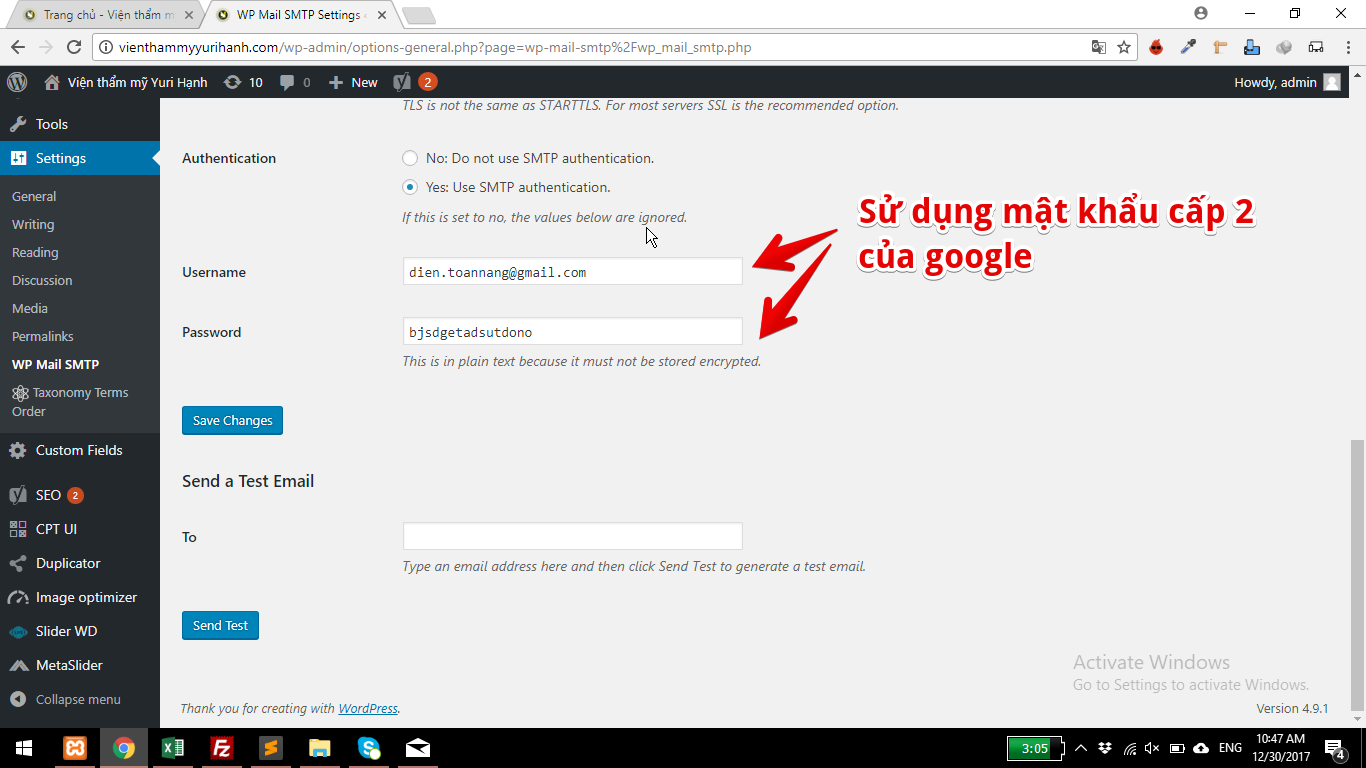 Trang chủ - Viện thẩm m
WP Mail SMTP Settings
vienthammyyurihanh.com/wp-admin/options-general.php?page=wp-mail-smtp%2Fwp_mail_smtp.php
Viện thẩm mỹ Yuri Hạnh
10
0
New
2
Howdy, admin
TLS is not the same as STARTTLS. For most servers SSL is the recommended option.
Tools
Settings
General
Writing
Reading
Discussion
Media
Permalinks
WP Mail SMTP
Taxonomy Terms
Order
Custom Fields
SEO 2
CPT UI
Duplicator
Image optimizer
Slider WD
MetaSlider
Collapse menu
Authentication
No: Do not use SMTP authentication.
Yes: Use SMTP authentication.
If this is set to no, the values below are ignored.
Username
dien.toannang@gmail.com
Password
bjsdgetadsutdono
This is in plain text because it must not be stored encrypted.
Sử dụng mật khẩu cấp 2
của google
Save Changes
Send a Test Email
To
Type an email address here and then click Send Test to generate a test email.
Send Test
Activate Windows
Go to Settings to activate Windows.
Thank you for creating with WordPress.
Version 4.9.1
3:05
ENG
10:47 AM
12/30/2017
4